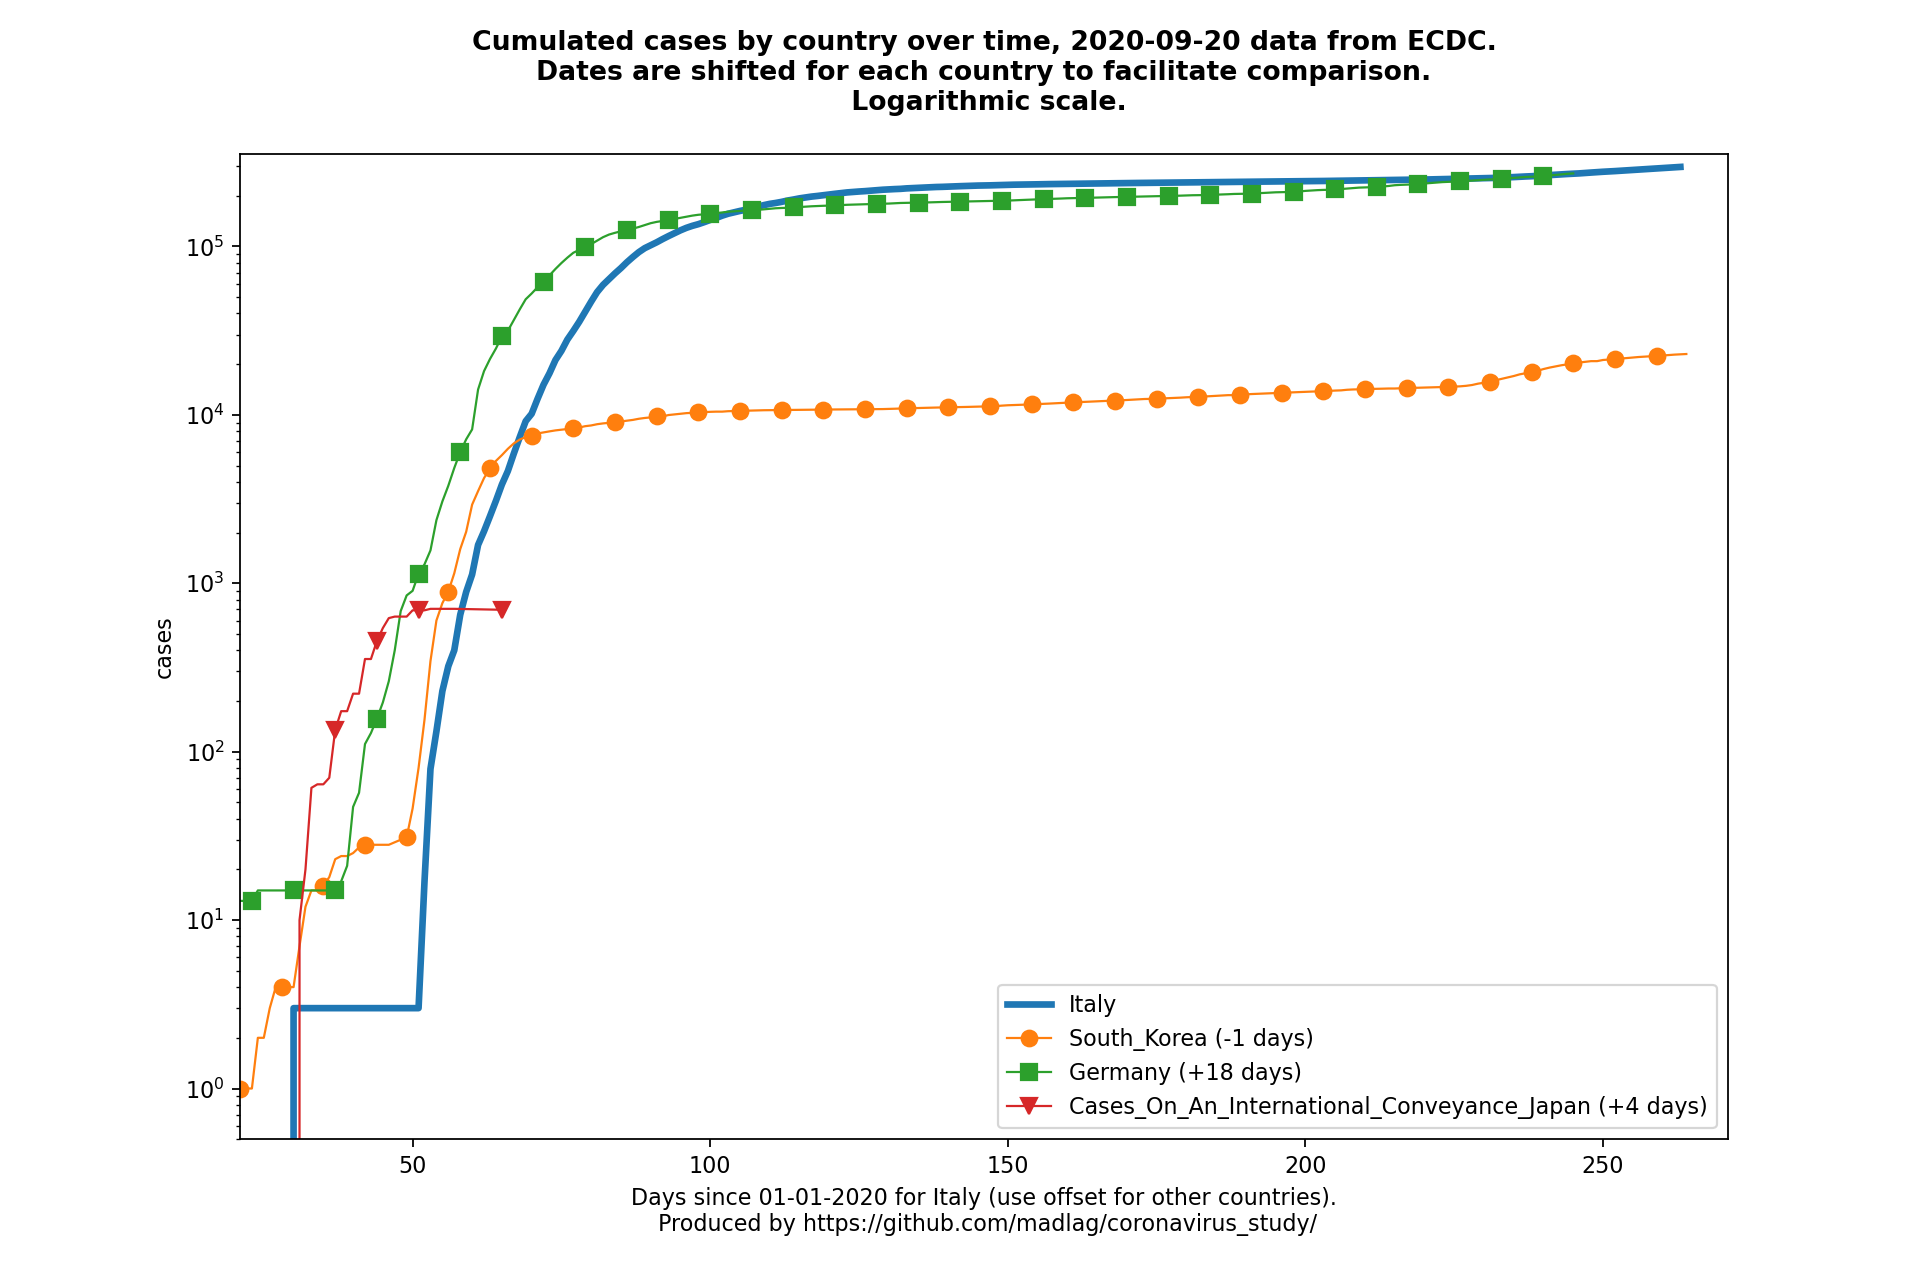 Cumulated cases by country over time, 2020-09-20 data from ECDC.
Dates are shifted for each country to facilitate comparison.
Logarithmic scale.
cases
10^5
10^4
10^3
10^2
10^1
10^0
50 100 150 200 250
Italy
South_Korea (-1 days)
Germany (+18 days)
Cases_On_An_International_Conveyance_Japan (+4 days)
Days since 01-01-2020 for Italy (use offset for other countries).
Produced by https://github.com/madlag/coronavirus_study/